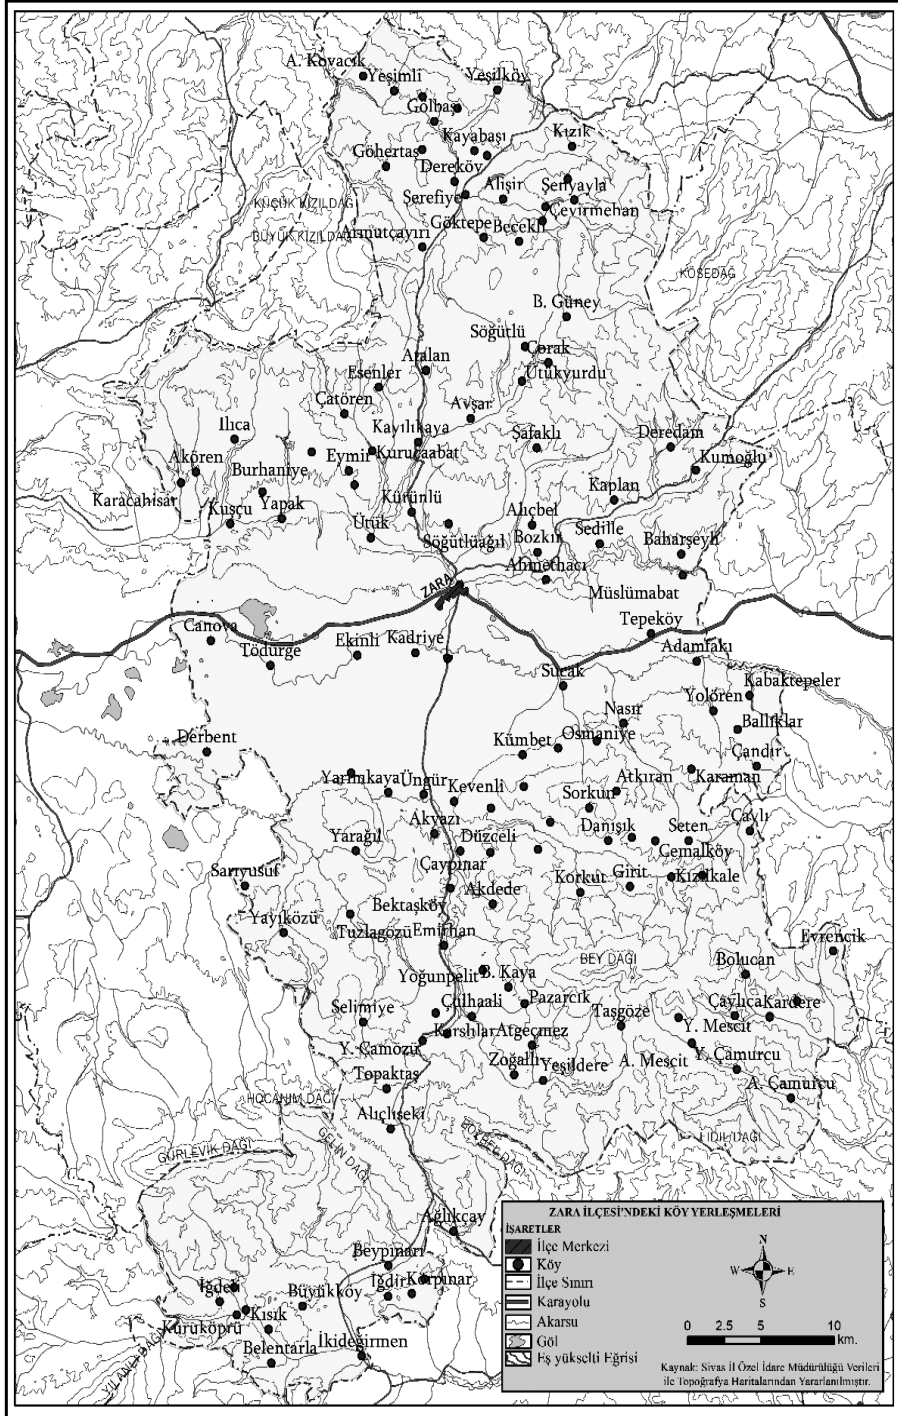 A. Kovacık
Yeşimli
Yeşilköy
Gölbaşı
Kayabaşı
Kızık
Göhertaş
Dereköy
Alişir
Şenyayla
Şerefiye
KÜÇÜK KIZILDAĞ
Çevirmehan
Göktepe
Becekli
BÜYÜK KIZILDAĞ
Armutçayırı
KÖSEDAĞ
B. Güney
Söğütlü
Çorak
Atalan
Esenler
Ütükyurdu
Çatören
Avşar
Ilıca
Kayılıkaya
Şafaklı
Deredam
Akören
Burhaniye
Eymir
Kuruçaabat
Kumoğlu
Karacahisar
Yapak
Kuşçu
Kürünlü
Kaplan
Ütük
Alıçbel
Söğütlüağıl
Bozkır
Sedille
Baharşeyh
Ahmethacı
ZARA
Müslümabat
Tepeköy
Canova
Tödürge
Ekinli
Kadriye
Adamfakı
Sucak
Kabaktepeler
Yolören
Nasır
Ballıklar
Derbent
Kümbet
Osmaniye
Çandır
Yarımkaya
Üngür
Kevenli
Atkıran
Karaman
Sorkun
Akyazı
Düzceli
Danışık
Seten
Çaylı
Yarağıl
Cemalköy
Sarıyusuf
Çaypınar
Akdede
Korkut
Girit
Kızılkale
Bektaşköy
Yayıközü
Tuzlagözü
Emirhan
Evrencik
BEY DAĞI
Bolucan
Yoğunpelit
B. Kaya
Selimiye
Çulhaali
Pazarcık
Taşgöze
Çaylıca
Kardere
Y. Mescit
Karşılar
Atgeçmez
Y. Camözü
Zoğallı
Yeşildere
A. Mescit
Y. Çamurcu
Topaktaş
A. Çamurcu
HOCANIM DAĞI
Alıçlıseki
GÜRLEVİK DAĞI
GELİN DAĞI
Ağlıkçay
Beypınarı
İğdeli
Büyükköy
İğdir
Körpınar
Kısık
Kuruköprü
Belentarla
İkideğirmen
YILANLI DAĞI
ZARA İLÇESİ'NDEKİ KÖY YERLEŞMELERİ
İŞARETLER
İlçe Merkezi
Köy
İlçe Sınırı
Karayolu
Akarsu
Göl
Eş yükselti Eğrisi
N
W
E
S
0 2.5 5 10
km.
Kaynak: Sivas İl Özel İdare Müdürlüğü Verileri
ile Topoğrafya Haritalarından Yararlanılmıştır.